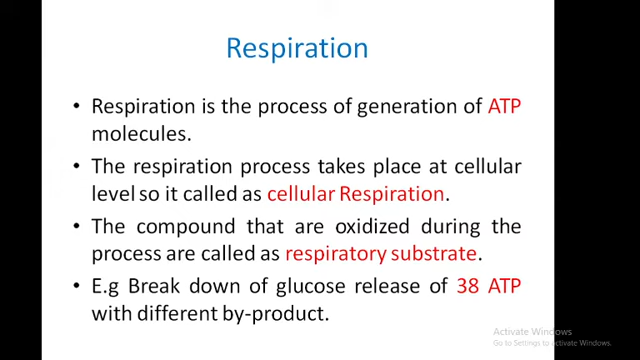 Respiration
• Respiration is the process of generation of ATP
molecules.
• The respiration process takes place at cellular
level so it called as cellular Respiration.
• The compound that are oxidized during the
process are called as respiratory substrate.
• E.g Break down of glucose release of 38 ATP
with different by-product.
Activate Windows
Go to Settings to activate Windows.